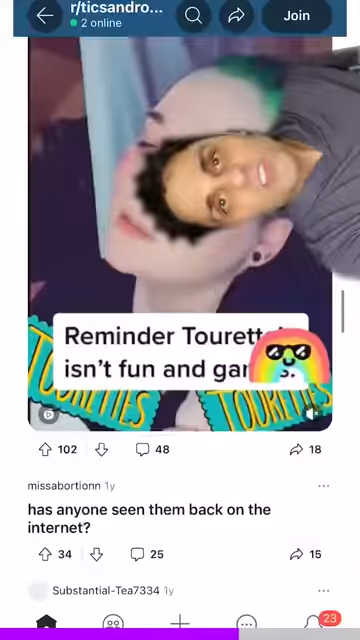 r/ticsandro...
2 online
Join
Reminder Tourett
isn't fun and gar s.
TOURETTES
TOURETTES
102
48
18
missabortionn 1y
has anyone seen them back on the
internet?
34
25
15
Substantial-Tea7334 1y
23